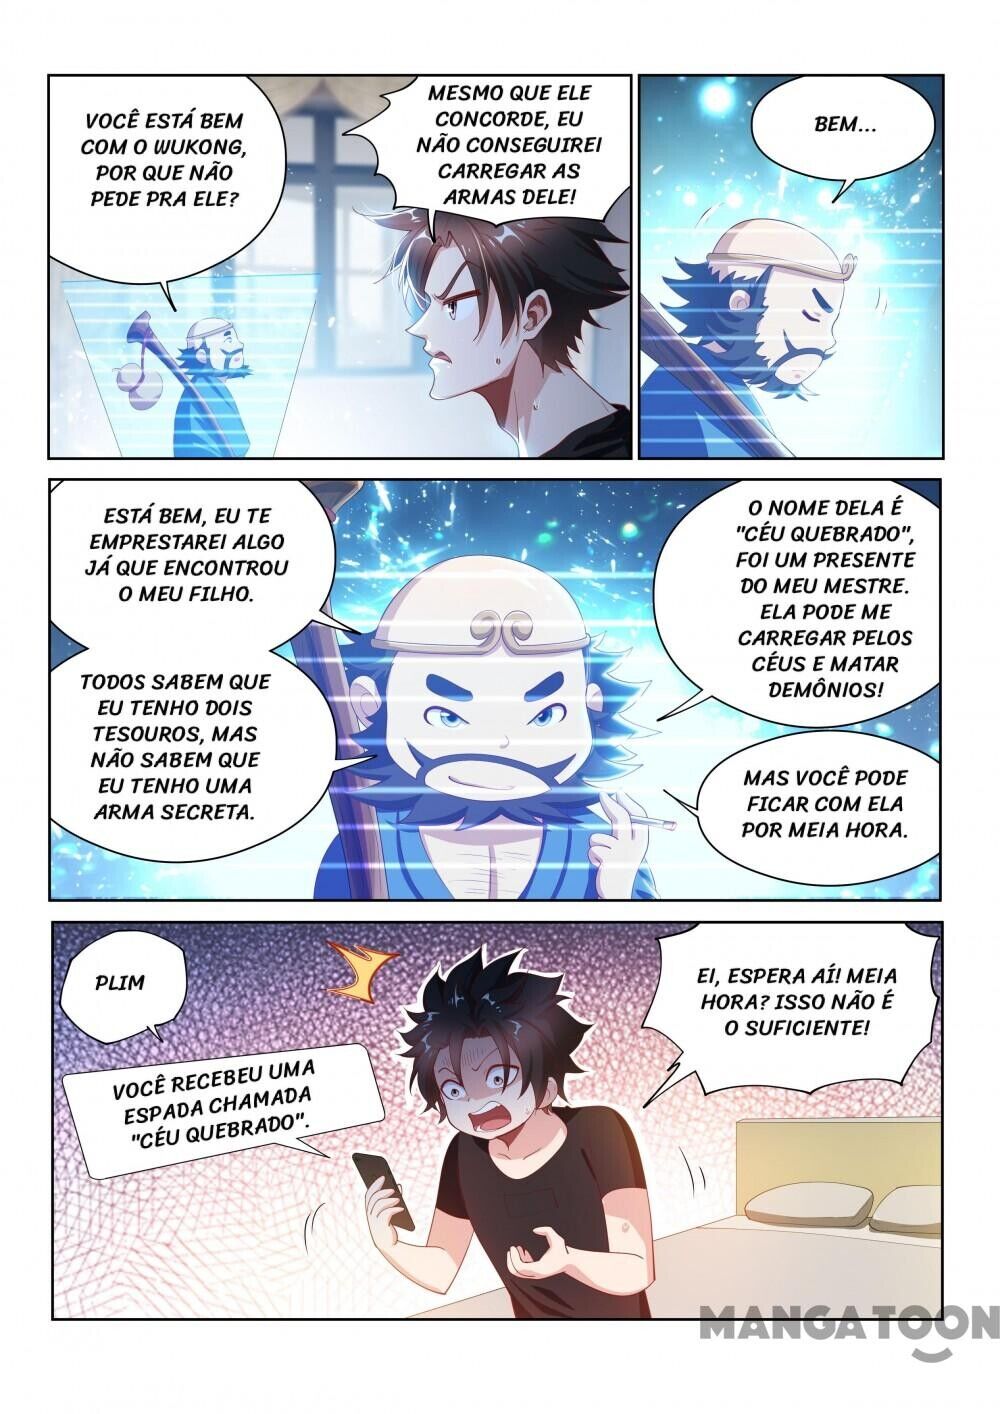 VOCÊ ESTÁ BEM
COM O WUKONG,
POR QUE NÃO
PEDE PRA ELE?
MESMO QUE ELE
CONCORDE, EU
NÃO CONSEGUIREI
CARREGAR AS
ARMAS DELE!
BEM...
ESTÁ BEM, EU TE
EMPRESTAREI ALGO
JÁ QUE ENCONTROU
O MEU FILHO.
TODOS SABEM QUE
EU TENHO DOIS
TESOUROS, MAS
NÃO SABEM QUE
EU TENHO UMA
ARMA SECRETA.
O NOME DELA É
"CÉU QUEBRADO",
FOI UM PRESENTE
DO MEU MESTRE.
ELA PODE ME
CARREGAR PELOS
CÉUS E MATAR
DEMÔNIOS!
MAS VOCÊ PODE
FICAR COM ELA
POR MEIA HORA.
PLIM
VOCÊ RECEBEU UMA
ESPADA CHAMADA
"CÉU QUEBRADO".
EI, ESPERA AÍ! MEIA
HORA? ISSO NÃO É
O SUFICIENTE!
MANGATOON